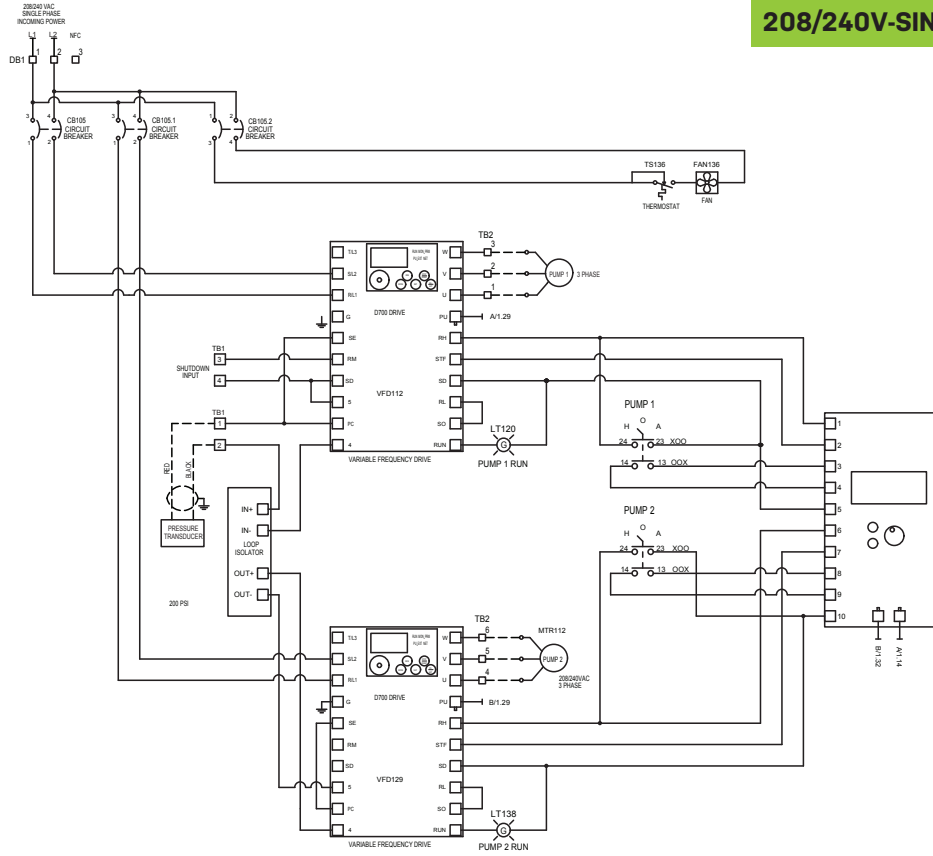 208/240V-SIN
208/240 VAC
SINGLE PHASE
INCOMING POWER
L1 L2 NFC
DB1 1 2 3
3 4 CB105
CIRCUIT
BREAKER
1 2
3 4 CB105.1
CIRCUIT
BREAKER
1 2
1 2 CB105.2
CIRCUIT
BREAKER
3 4
TS136 FAN136
THERMOSTAT FAN
T/L3
S/L2
R/L1
G
SE
RM
SD
5
PC
4
D700 DRIVE
VFD112
W
V
U
PU
RH
STF
SD
RL
SO
RUN
VARIABLE FREQUENCY DRIVE
TB2
3
2
1
PUMP 1 3 PHASE
A/1.29
TB1
3
SHUTDOWN
INPUT
4
TB1
1
2
RED
BLACK
PRESSURE
TRANSDUCER
200 PSI
IN+
IN-
LOOP
ISOLATOR
OUT+
OUT-
LT120
G
PUMP 1 RUN
PUMP 1
H O A
24 23 XOO
14 13 OOX
PUMP 2
H O A
24 23 XOO
14 13 OOX
1
2
3
4
5
6
7
8
9
10
B/1.32
A/1.14
T/L3
S/L2
R/L1
G
SE
RM
SD
5
PC
4
D700 DRIVE
VFD129
W
V
U
PU
RH
STF
SD
RL
SO
RUN
VARIABLE FREQUENCY DRIVE
TB2
6
5
4
MTR112
PUMP 2
208/240VAC
3 PHASE
B/1.29
LT138
G
PUMP 2 RUN